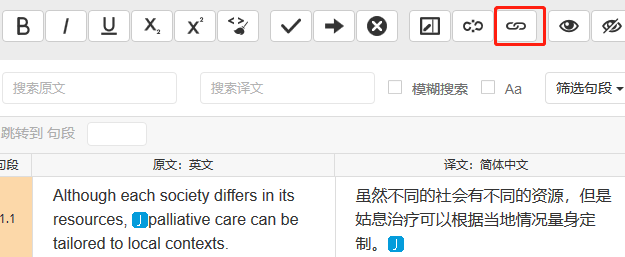 B I U X₂ X² <>
搜索原文 搜索译文 模糊搜索 Aa 筛选句段
跳转到 句段
句段 原文：英文 译文：简体中文
1.1
Although each society differs in its
resources, J palliative care can be
tailored to local contexts.
虽然不同的社会有不同的资源，但是
姑息治疗可以根据当地情况量身定
制。J